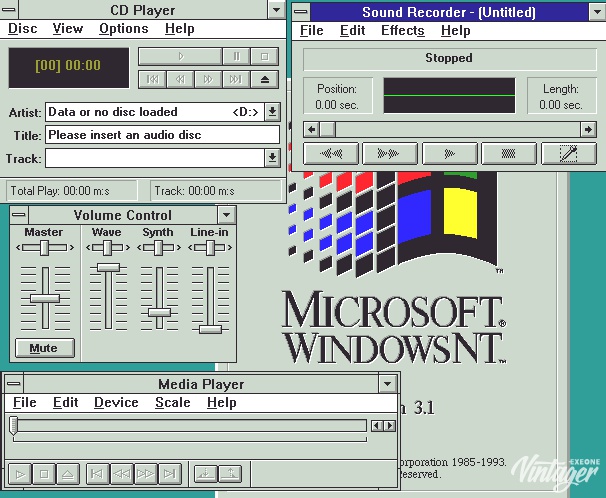 CD Player
Disc View Options Help
[00] 00:00
Artist: Data or no disc loaded <D:>
Title: Please insert an audio disc
Track:
Total Play: 00:00 m:s Track: 00:00 m:s
Sound Recorder - (Untitled)
File Edit Effects Help
Stopped
Position:
0.00 sec.
Length:
0.00 sec.
Volume Control
Master Wave Synth Line-in
Mute
MICROSOFT®
WINDOWS NT™
3.1
1985-1993.
reserved.
Media Player
File Edit Device Scale Help
EXEONE
Vintager